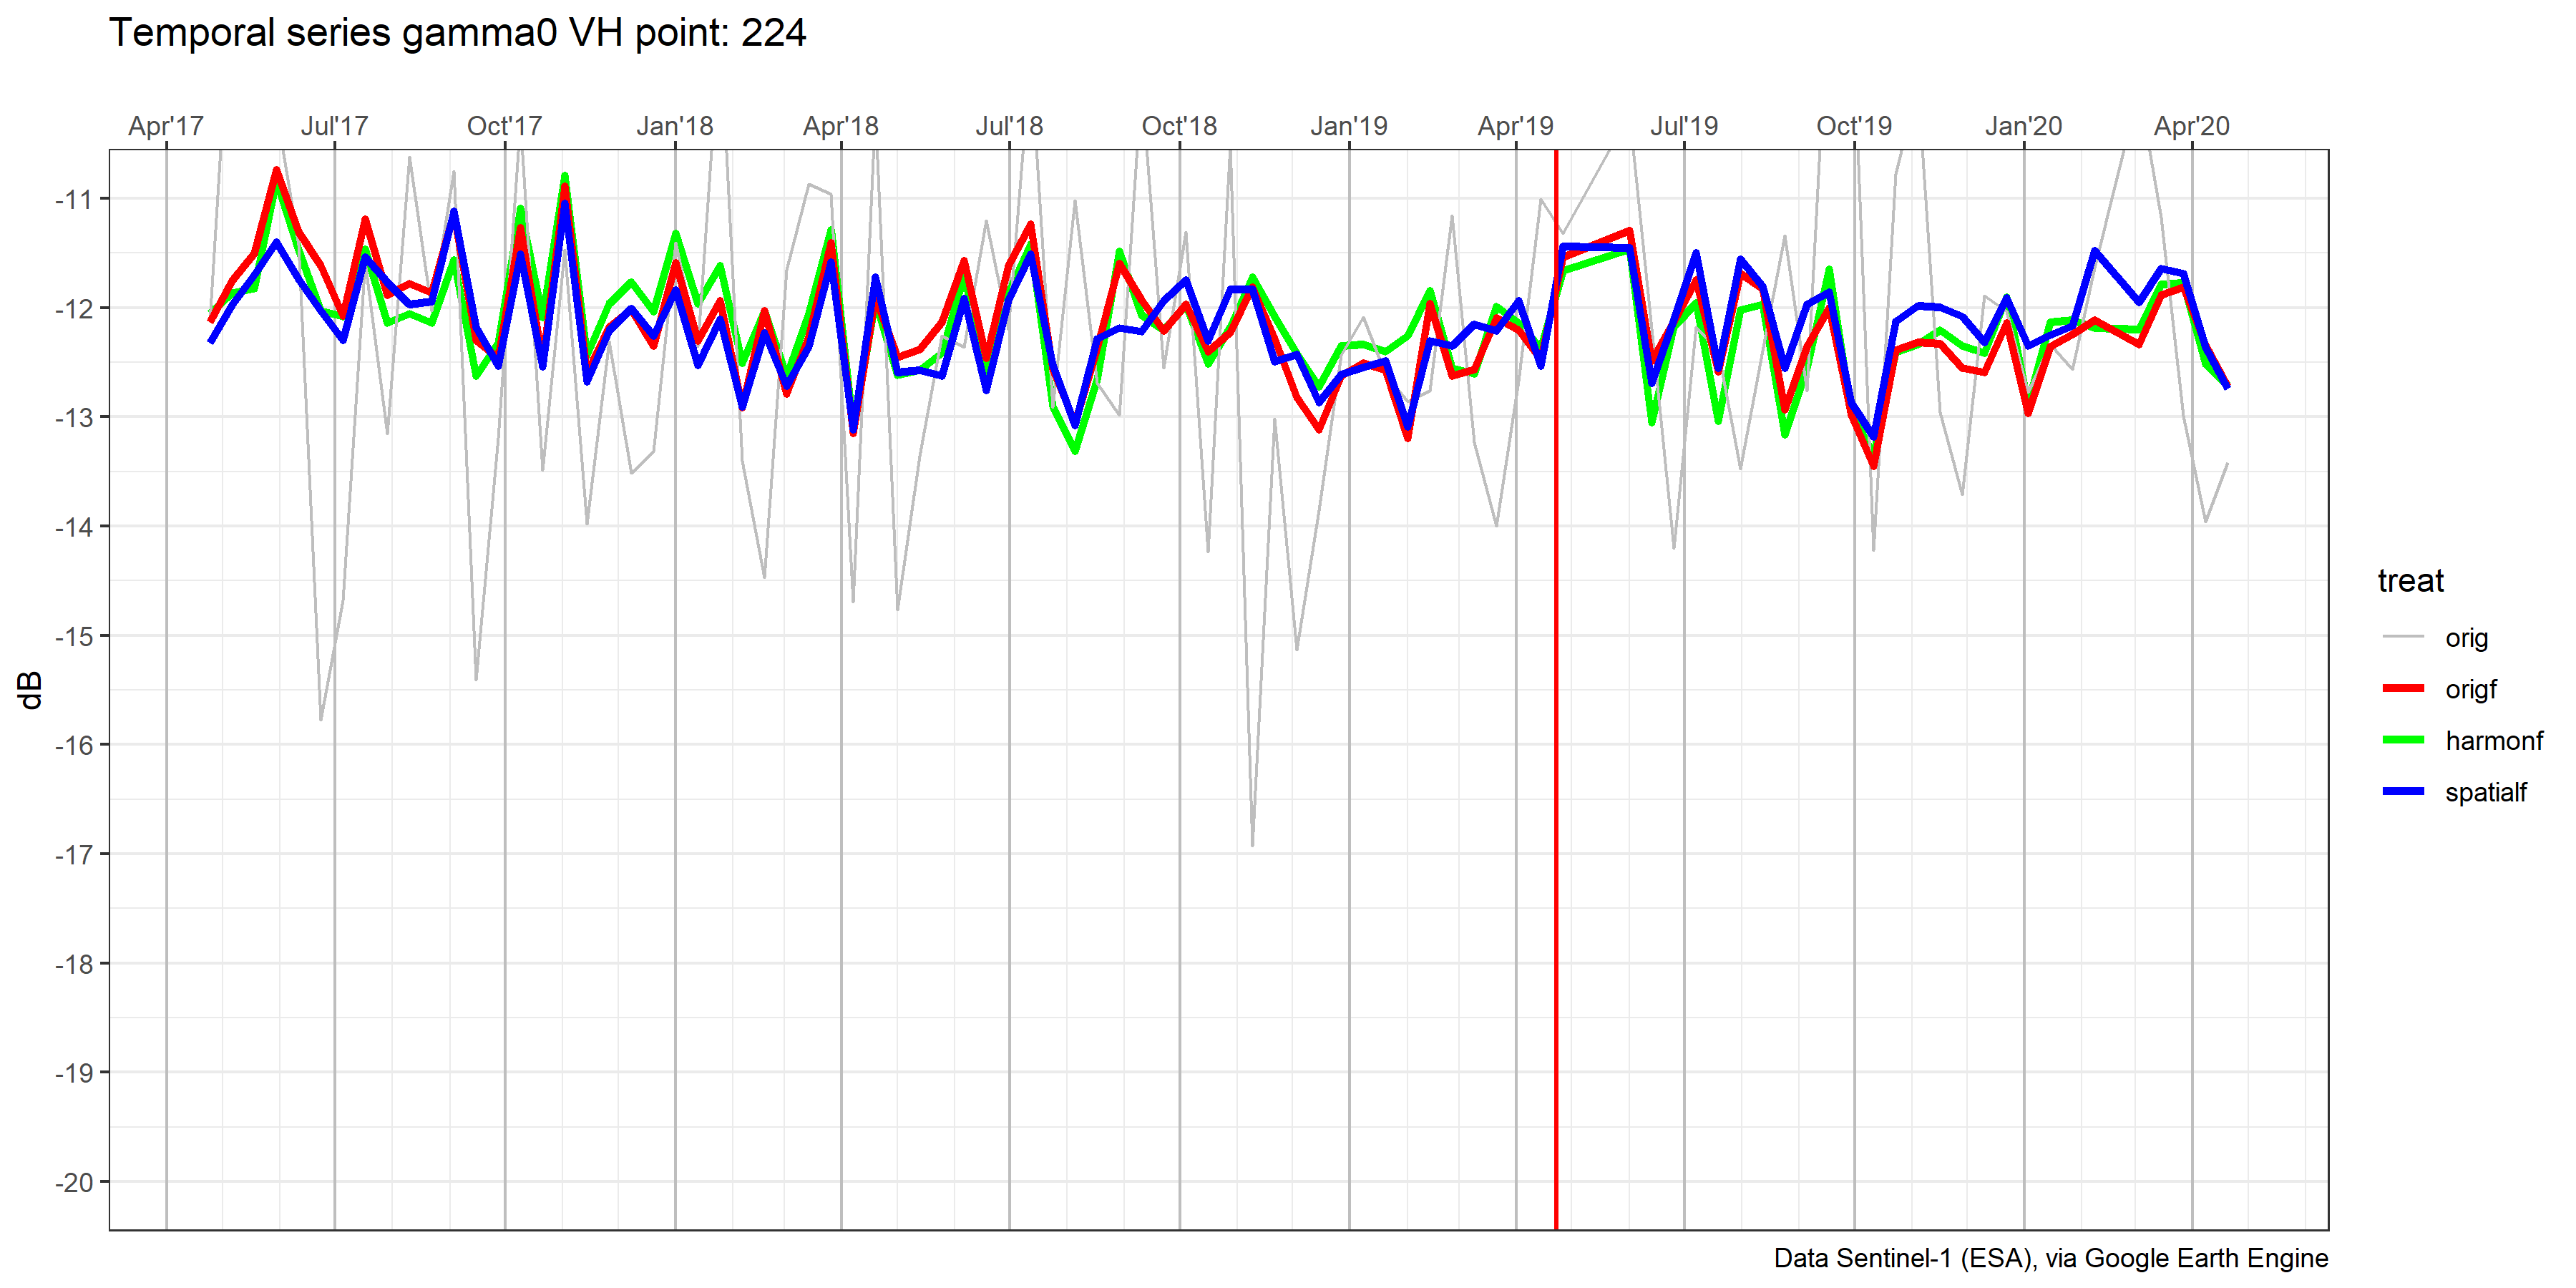 Temporal series gamma0 VH point: 224
Apr'17 Jul'17 Oct'17 Jan'18 Apr'18 Jul'18 Oct'18 Jan'19 Apr'19 Jul'19 Oct'19 Jan'20 Apr'20
-11
-12
-13
-14
-15
-16
-17
-18
-19
-20
dB
treat
orig
origf
harmonf
spatialf
Data Sentinel-1 (ESA), via Google Earth Engine